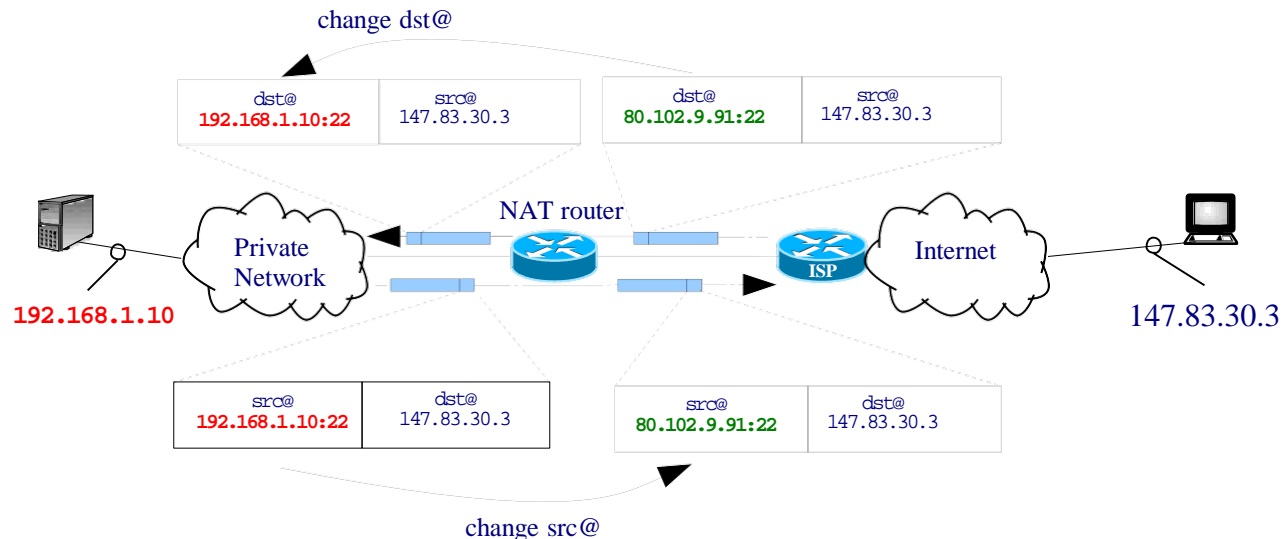 change dst@
dst@
192.168.1.10:22
src@
147.83.30.3
dst@
80.102.9.91:22
src@
147.83.30.3
NAT router
Private
Network
Internet
ISP
192.168.1.10
147.83.30.3
src@
192.168.1.10:22
dst@
147.83.30.3
src@
80.102.9.91:22
dst@
147.83.30.3
change src@